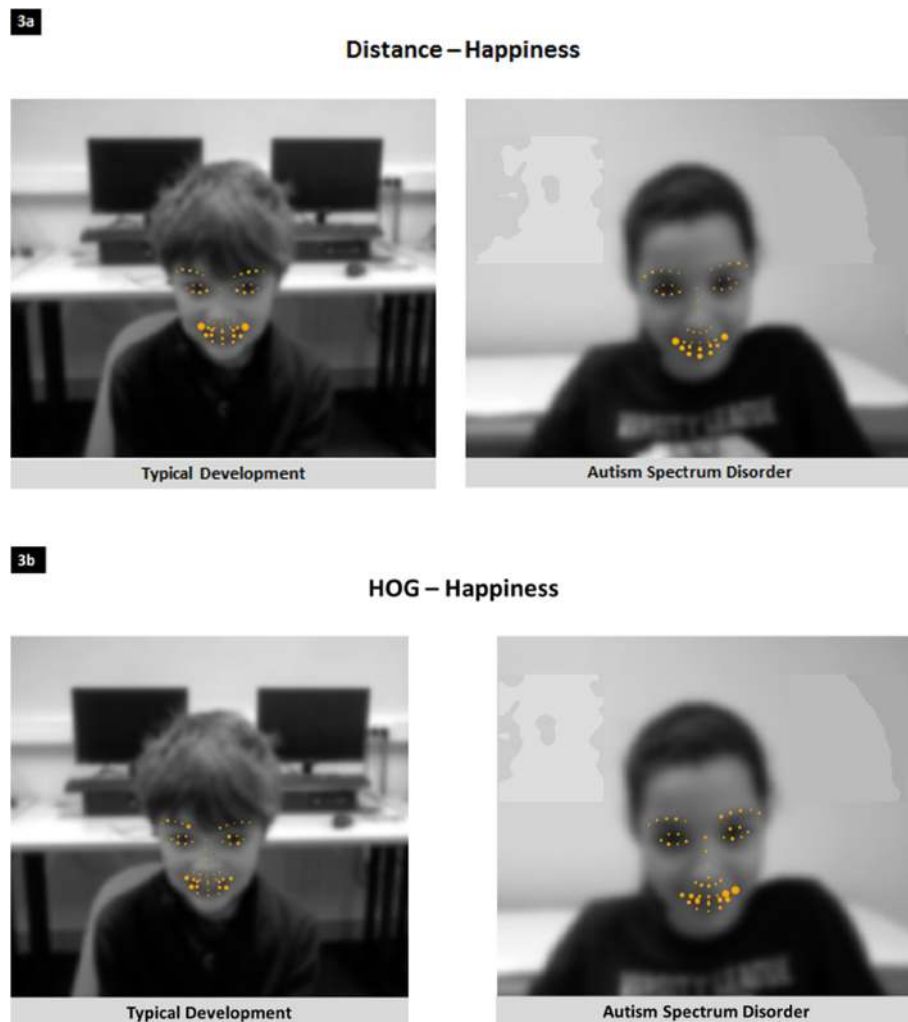 3a
Distance – Happiness
Typical Development
Autism Spectrum Disorder
3b
HOG – Happiness
Typical Development
Autism Spectrum Disorder